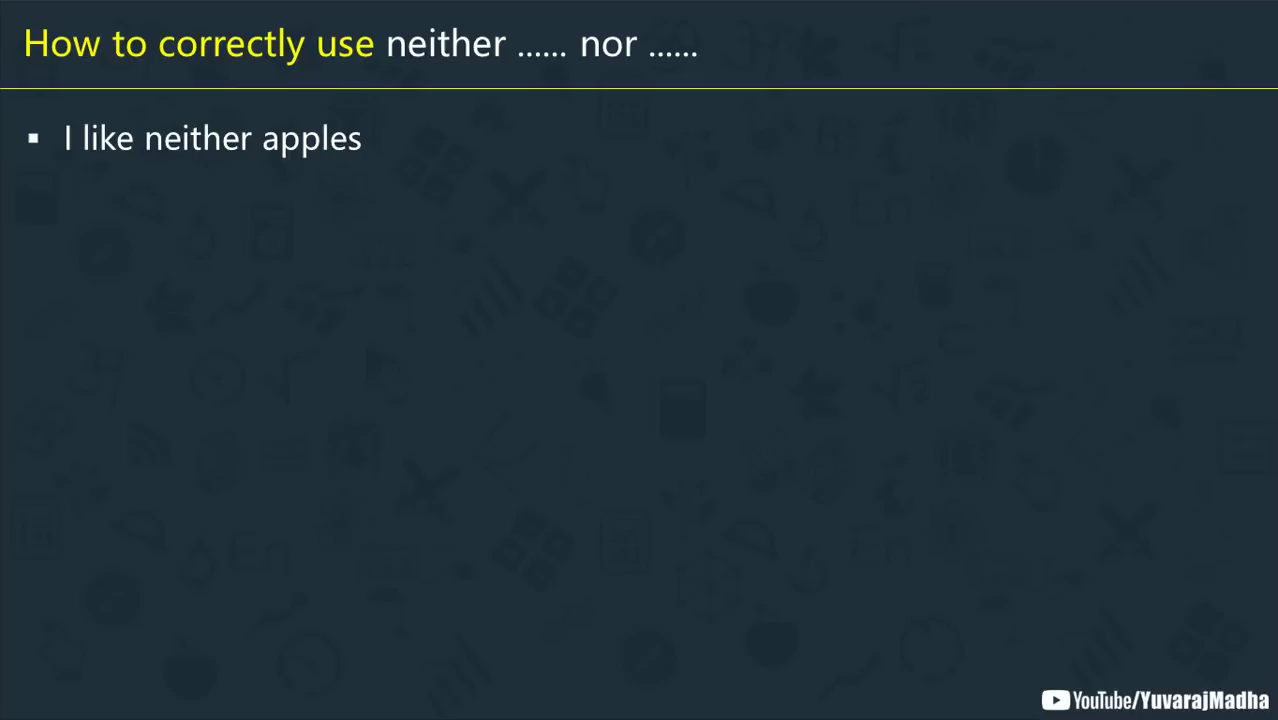 How to correctly use neither ...... nor ......
▪ I like neither apples
YouTube/YuvarajMadha